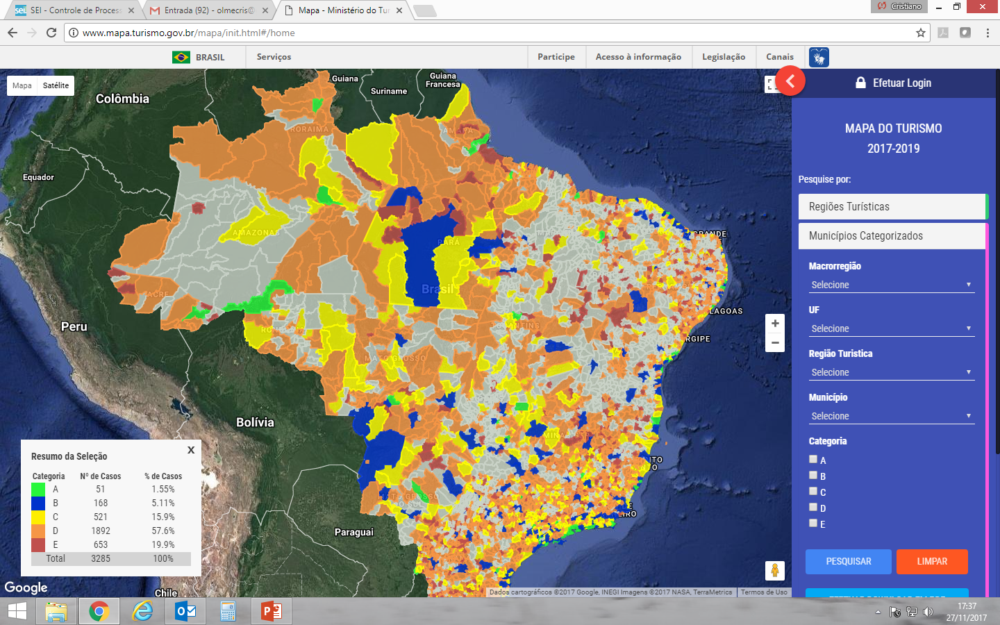 SEI - Controle de Process
Entrada (92) - olmecris@
Mapa - Ministério do Tur
Cristiano
www.mapa.turismo.gov.br/mapa/init.html#/home
BRASIL
Serviços
Participe
Acesso à informação
Legislação
Canais
Mapa
Satélite
Efetuar Login
MAPA DO TURISMO
2017-2019
Pesquise por:
Regiões Turísticas
Municípios Categorizados
Macrorregião
Selecione
UF
Selecione
Região Turistica
Selecione
Município
Selecione
Categoria
A
B
C
D
E
PESQUISAR
LIMPAR
Colômbia
Guiana
Suriname
Guiana
Francesa
Equador
RORAIMA
AMAZONAS
PARÁ
ACRE
Brasil
Peru
LAGOAS
RGIPE
MATO GROSSO
Bolívia
Paraguai
Chile
Resumo da Seleção
X
Categoria Nº de Casos % de Casos
A 51 1.55%
B 168 5.11%
C 521 15.9%
D 1892 57.6%
E 653 19.9%
Total 3285 100%
Google
Dados cartográficos ©2017 Google, INEGI Imagens ©2017 NASA, TerraMetrics
Termos de Uso
17:37
27/11/2017